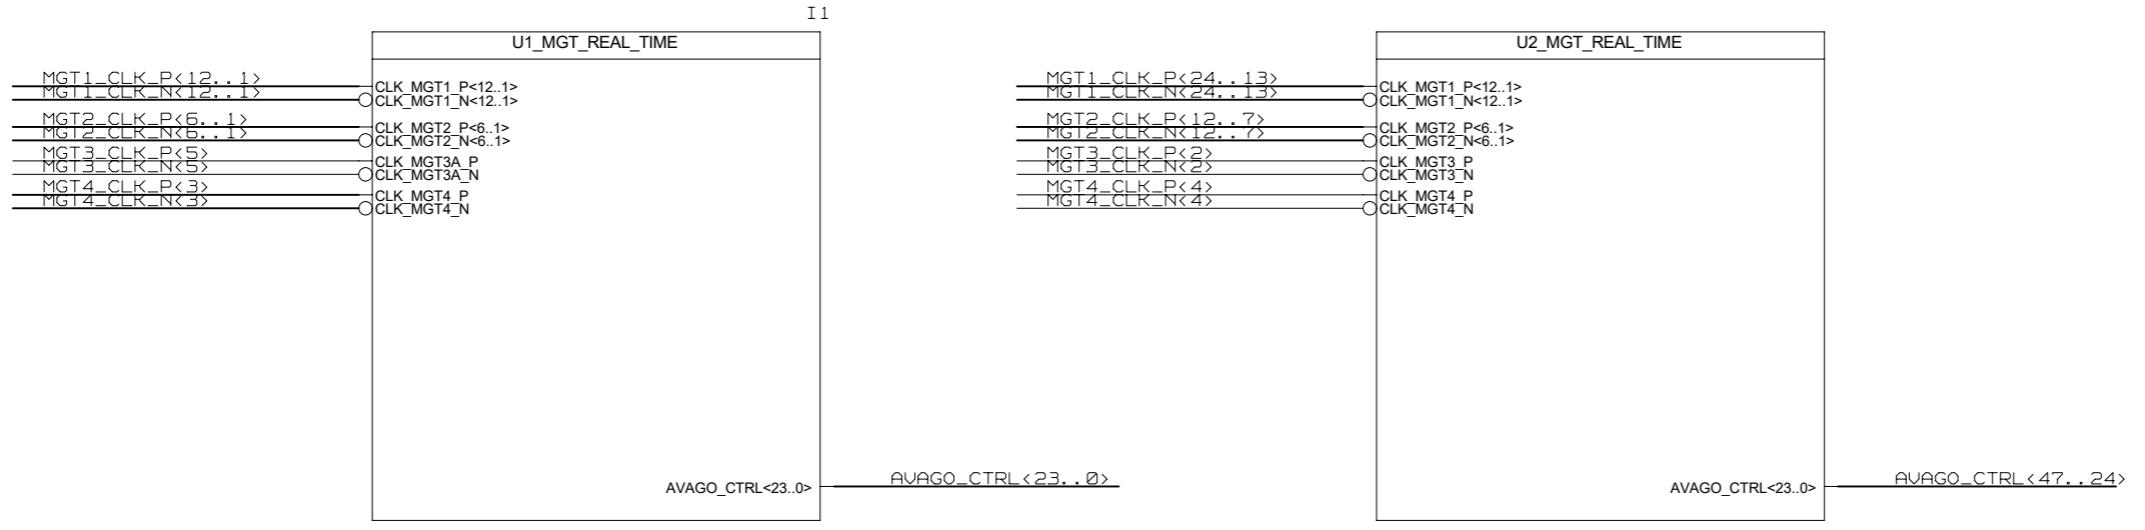 I1
U1_MGT_REAL_TIME
MGT1_CLK_P<12..1>
CLK_MGT1_P<12..1>
MGT1_CLK_N<12..1>
CLK_MGT1_N<12..1>
MGT2_CLK_P<6..1>
CLK_MGT2_P<6..1>
MGT2_CLK_N<6..1>
CLK_MGT2_N<6..1>
MGT3_CLK_P<5>
CLK_MGT3A_P
MGT3_CLK_N<5>
CLK_MGT3A_N
MGT4_CLK_P<3>
CLK_MGT4_P
MGT4_CLK_N<3>
CLK_MGT4_N
AVAGO_CTRL<23..0>
AVAGO_CTRL<23..0>
U2_MGT_REAL_TIME
MGT1_CLK_P<24..13>
CLK_MGT1_P<12..1>
MGT1_CLK_N<24..13>
CLK_MGT1_N<12..1>
MGT2_CLK_P<12..7>
CLK_MGT2_P<6..1>
MGT2_CLK_N<12..7>
CLK_MGT2_N<6..1>
MGT3_CLK_P<2>
CLK_MGT3_P
MGT3_CLK_N<2>
CLK_MGT3_N
MGT4_CLK_P<4>
CLK_MGT4_P
MGT4_CLK_N<4>
CLK_MGT4_N
AVAGO_CTRL<23..0>
AVAGO_CTRL<47..24>